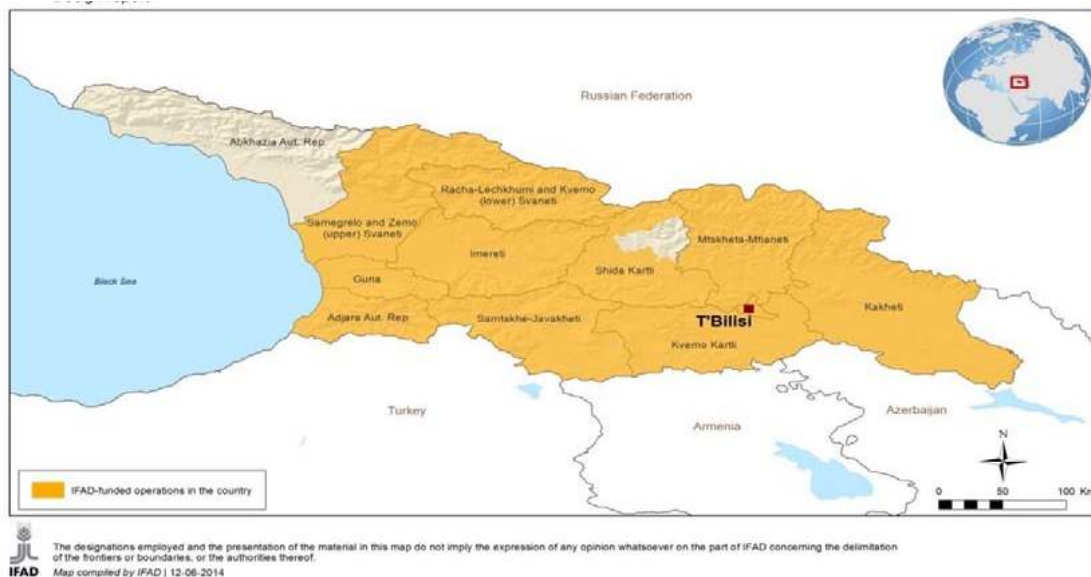 Russian Federation
Abkhazia Aut. Rep
Racha-Lechkhumi and Kvemo
(lower) Svaneti
Samegrelo and Zemo
(upper) Svaneti
Mtskheta-Mtianeti
Imereti
Shida Kartli
Black Sea
Guria
Kakheti
Adjara Aut. Rep
Samtskhe-Javakheti
T'Bilisi
Kvemo Kartli
Turkey
Azerbaijan
Armenia
N
IFAD-funded operations in the country
0 25 50 100 Km
The designations employed and the presentation of the material in this map do not imply the expression of any opinion whatsoever on the part of IFAD concerning the delimitation
of the frontiers or boundaries, or the authorities thereof.
IFAD
Map compiled by IFAD | 12-06-2014